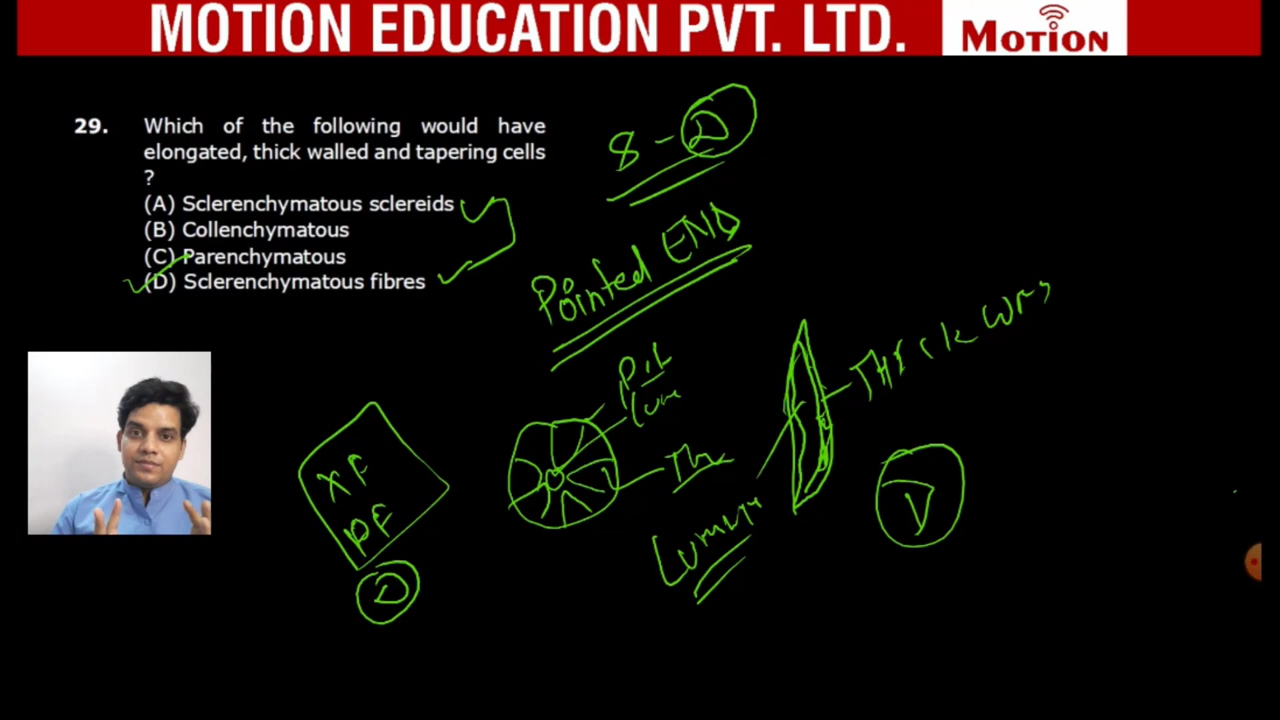 MOTION EDUCATION PVT. LTD.
MOTION
29. Which of the following would have
elongated, thick walled and tapering cells
?
(A) Sclerenchymatous sclereids
(B) Collenchymatous
(C) Parenchymatous
(D) Sclerenchymatous fibres
8 - D
Pointed END
Pit
XF
PF
D
D